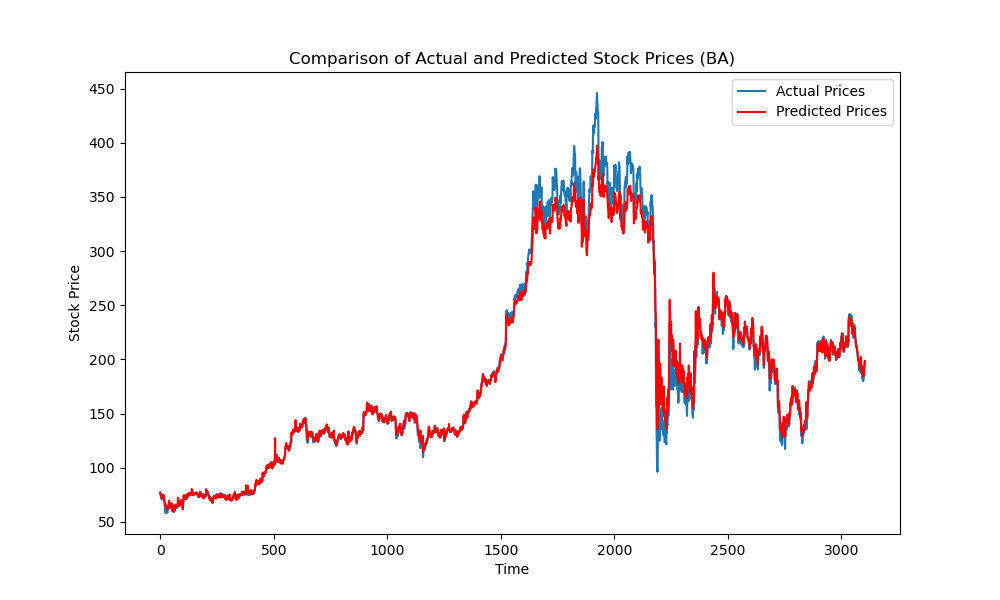 Comparison of Actual and Predicted Stock Prices (BA)
Actual Prices
Predicted Prices
450
400
350
300
250
200
150
100
50
Stock Price
0 500 1000 1500 2000 2500 3000
Time